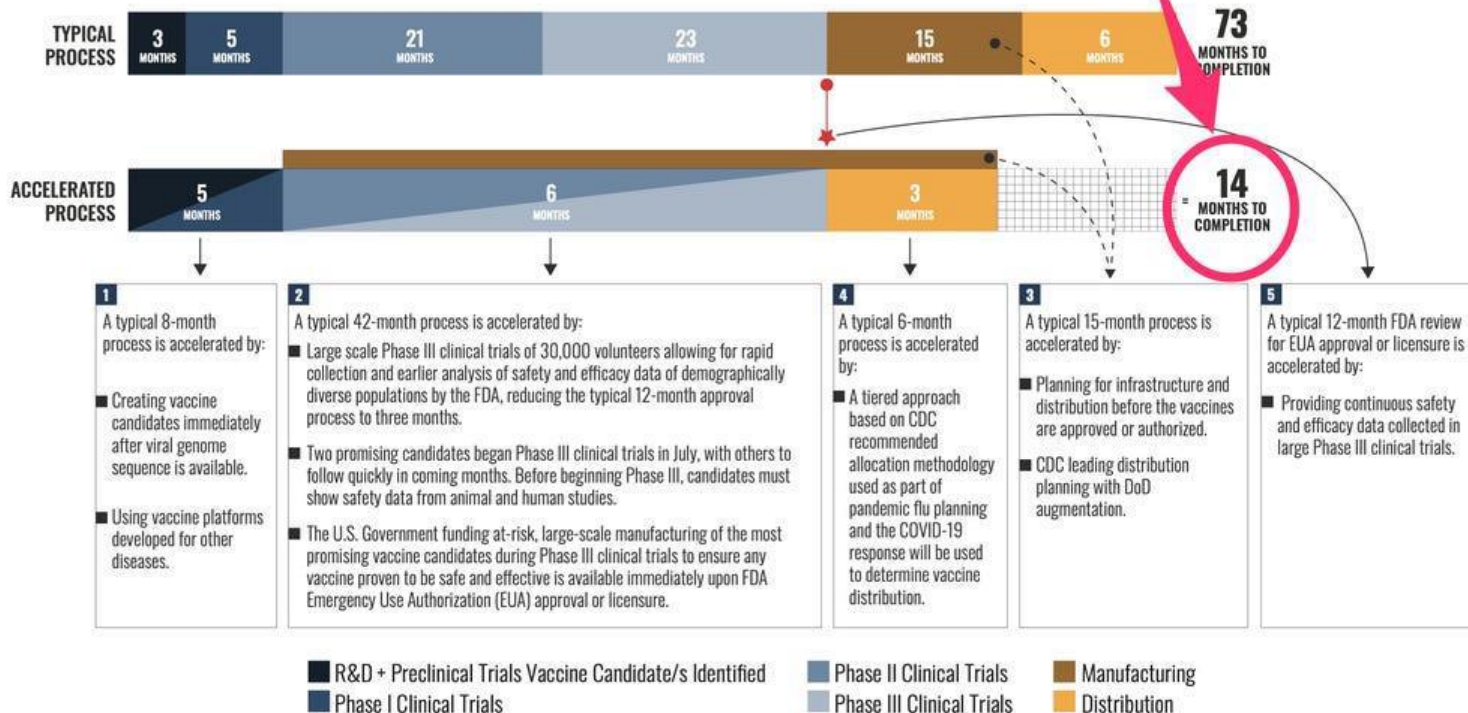 TYPICAL
PROCESS
3
MONTHS
5
MONTHS
21
MONTHS
23
MONTHS
15
MONTHS
6
MONTHS
73
MONTHS TO
COMPLETION
ACCELERATED
PROCESS
5
MONTHS
6
MONTHS
3
MONTHS
=
14
MONTHS TO
COMPLETION
1
A typical 8-month
process is accelerated by:
■ Creating vaccine
candidates immediately
after viral genome
sequence is available.
■ Using vaccine platforms
developed for other
diseases.
2
A typical 42-month process is accelerated by:
■ Large scale Phase III clinical trials of 30,000 volunteers allowing for rapid
collection and earlier analysis of safety and efficacy data of demographically
diverse populations by the FDA, reducing the typical 12-month approval
process to three months.
■ Two promising candidates began Phase III clinical trials in July, with others to
follow quickly in coming months. Before beginning Phase III, candidates must
show safety data from animal and human studies.
■ The U.S. Government funding at-risk, large-scale manufacturing of the most
promising vaccine candidates during Phase III clinical trials to ensure any
vaccine proven to be safe and effective is available immediately upon FDA
Emergency Use Authorization (EUA) approval or licensure.
4
A typical 6-month
process is accelerated
by:
■ A tiered approach
based on CDC
recommended
allocation methodology
used as part of
pandemic flu planning
and the COVID-19
response will be used
to determine vaccine
distribution.
3
A typical 15-month process is
accelerated by:
■ Planning for infrastructure and
distribution before the vaccines
are approved or authorized.
■ CDC leading distribution
planning with DoD
augmentation.
5
A typical 12-month FDA review
for EUA approval or licensure is
accelerated by:
■ Providing continuous safety
and efficacy data collected in
large Phase III clinical trials.
R&D + Preclinical Trials Vaccine Candidate/s Identified
Phase I Clinical Trials
Phase II Clinical Trials
Phase III Clinical Trials
Manufacturing
Distribution